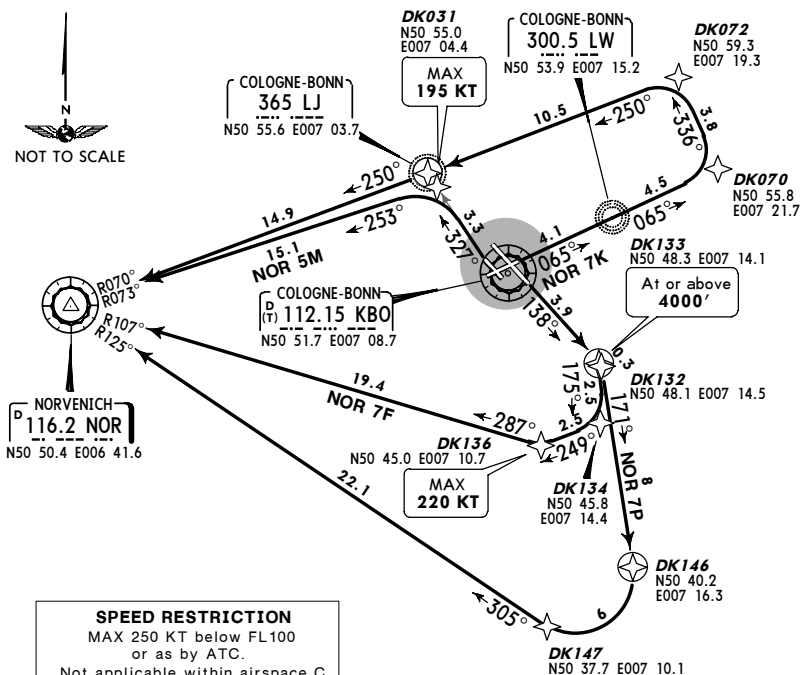 DK031
N50 55.0
E007 04.4
MAX
195 KT
COLOGNE-BONN
300.5 LW
N50 53.9 E007 15.2
DK072
N50 59.3
E007 19.3
COLOGNE-BONN
365 LJ
N50 55.6 E007 03.7
N
NOT TO SCALE
10.5
←250°
3.8
←336°
←250°
14.9
←253°
15.1
NOR 5M
3.3
←327°
4.1
065°→
4.5
065°→
NOR 7K
DK070
N50 55.8
E007 21.7
DK133
N50 48.3 E007 14.1
At or above
4000'
R070°
R073°
R107°
R125°
D
(T)
COLOGNE-BONN
112.15 KBO
N50 51.7 E007 08.7
3.9
138°→
0.3
DK132
N50 48.1 E007 14.5
NORVENICH
D
116.2 NOR
N50 50.4 E006 41.6
19.4
NOR 7F
←287°
175°→
2.5
2.5
←249°
171°→
8
NOR 7P
DK136
N50 45.0 E007 10.7
MAX
220 KT
DK134
N50 45.8
E007 14.4
22.1
←305°
DK146
N50 40.2
E007 16.3
6
DK147
N50 37.7 E007 10.1
SPEED RESTRICTION
MAX 250 KT below FL100
or as by ATC.
Not applicable within airspace C.